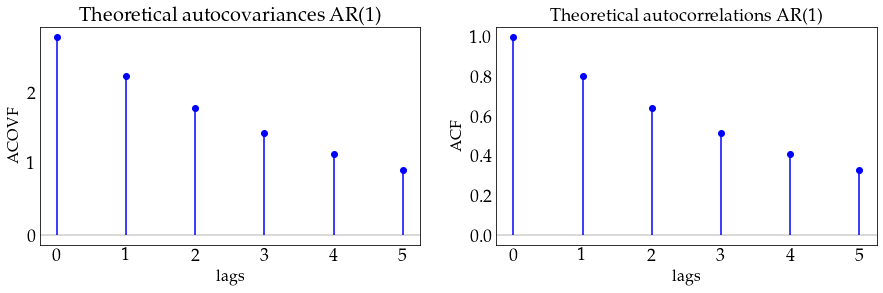 Theoretical autocovariances AR(1)
ACOVF
2
1
0
0 1 2 3 4 5
lags
Theoretical autocorrelations AR(1)
ACF
1.0
0.8
0.6
0.4
0.2
0.0
0 1 2 3 4 5
lags